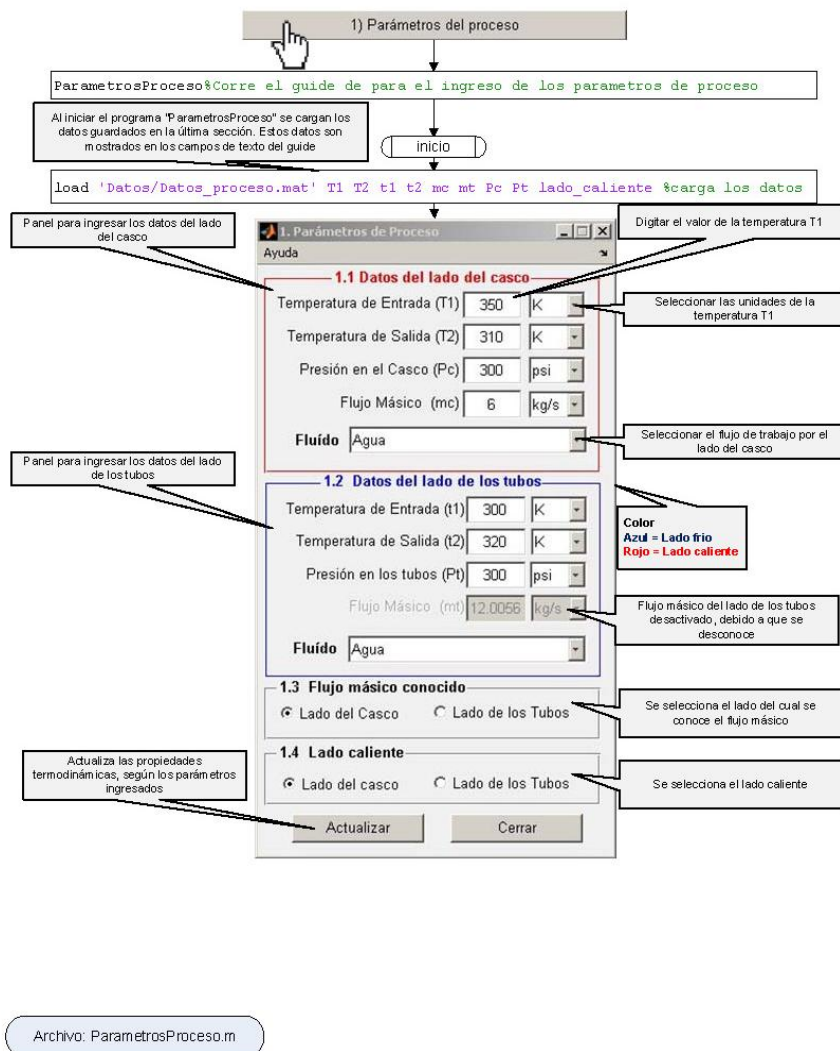 1) Parámetros del proceso
ParametrosProceso%Corre el guide de para el ingreso de los parametros de proceso
Al iniciar el programa "ParametrosProceso" se cargan los
datos guardados en la última sección. Estos datos son
mostrados en los campos de texto del guide
inicio
load 'Datos/Datos_proceso.mat' T1 T2 t1 t2 mc mt Pc Pt lado_caliente %carga los datos
Panel para ingresar los datos del lado
del casco
1. Parámetros de Proceso
Digitar el valor de la temperatura T1
Ayuda
1.1 Datos del lado del casco
Temperatura de Entrada (T1) 350 K
Seleccionar las unidades de la
temperatura T1
Temperatura de Salida (T2) 310 K
Presión en el Casco (Pc) 300 psi
Flujo Másico (mc) 6 kg/s
Fluído Agua
Seleccionar el flujo de trabajo por el
lado del casco
Panel para ingresar los datos del lado
de los tubos
1.2 Datos del lado de los tubos
Temperatura de Entrada (t1) 300 K
Temperatura de Salida (t2) 320 K
Presión en los tubos (Pt) 300 psi
Flujo Másico (mt) 12.0056 kg/s
Fluído Agua
Color
Azul = Lado frio
Rojo = Lado caliente
Flujo másico del lado de los tubos
desactivado, debido a que se
desconoce
1.3 Flujo másico conocido
Lado del Casco Lado de los Tubos
Se selecciona el lado del cual se
conoce el flujo másico
1.4 Lado caliente
Lado del casco Lado de los Tubos
Se selecciona el lado caliente
Actualiza las propiedades
termodinámicas, según los parámetros
ingresados
Actualizar Cerrar
Archivo: ParametrosProceso.m